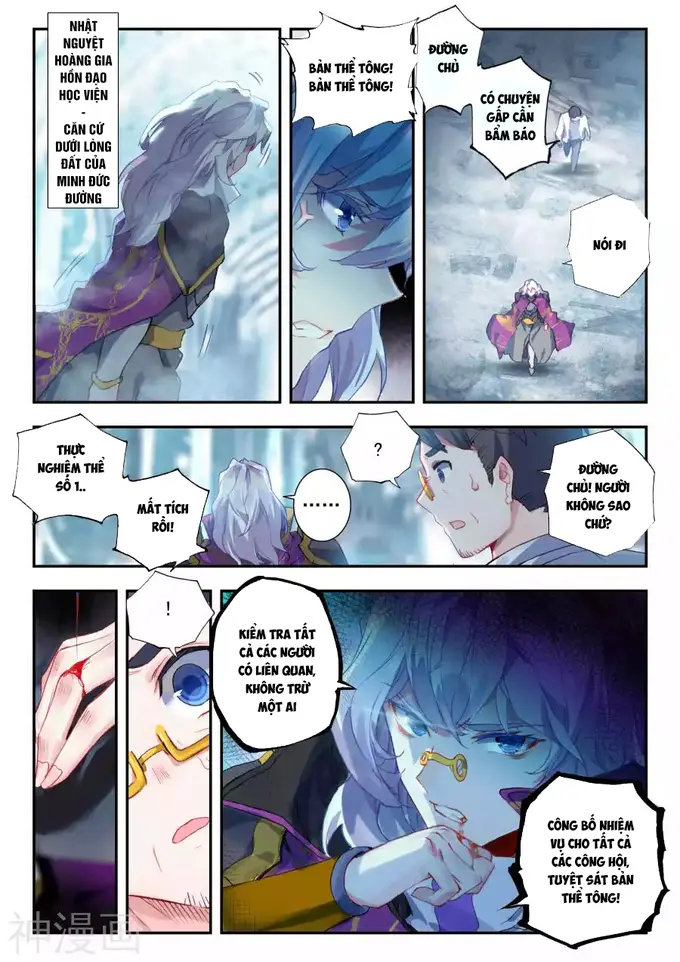 NHẬT
NGUYỆT
HOÀNG GIA
HỒN ĐẠO
HỌC VIỆN
-
CĂN CỨ
DƯỚI LÒNG
ĐẤT CỦA
MINH ĐỨC
ĐƯỜNG
BẢN THỂ TÔNG!
BẢN THỂ TÔNG!
ĐƯỜNG
CHỦ
CÓ CHUYỆN
GẤP CẦN
BẨM BÁO
NÓI ĐI
THỰC
NGHIỆM THỂ
SỐ 1..
MẤT TÍCH
RỒI!
......
?
ĐƯỜNG
CHỦ! NGƯỜI
KHÔNG SAO
CHỨ?
!
KIỂM TRA TẤT
CẢ CÁC NGƯỜI
CÓ LIÊN QUAN,
KHÔNG TRỪ
MỘT AI
CÔNG BỐ NHIỆM
VỤ CHO TẤT CẢ
CÁC CÔNG HỘI,
TUYỆT SÁT BẢN
THỂ TÔNG!
神漫画